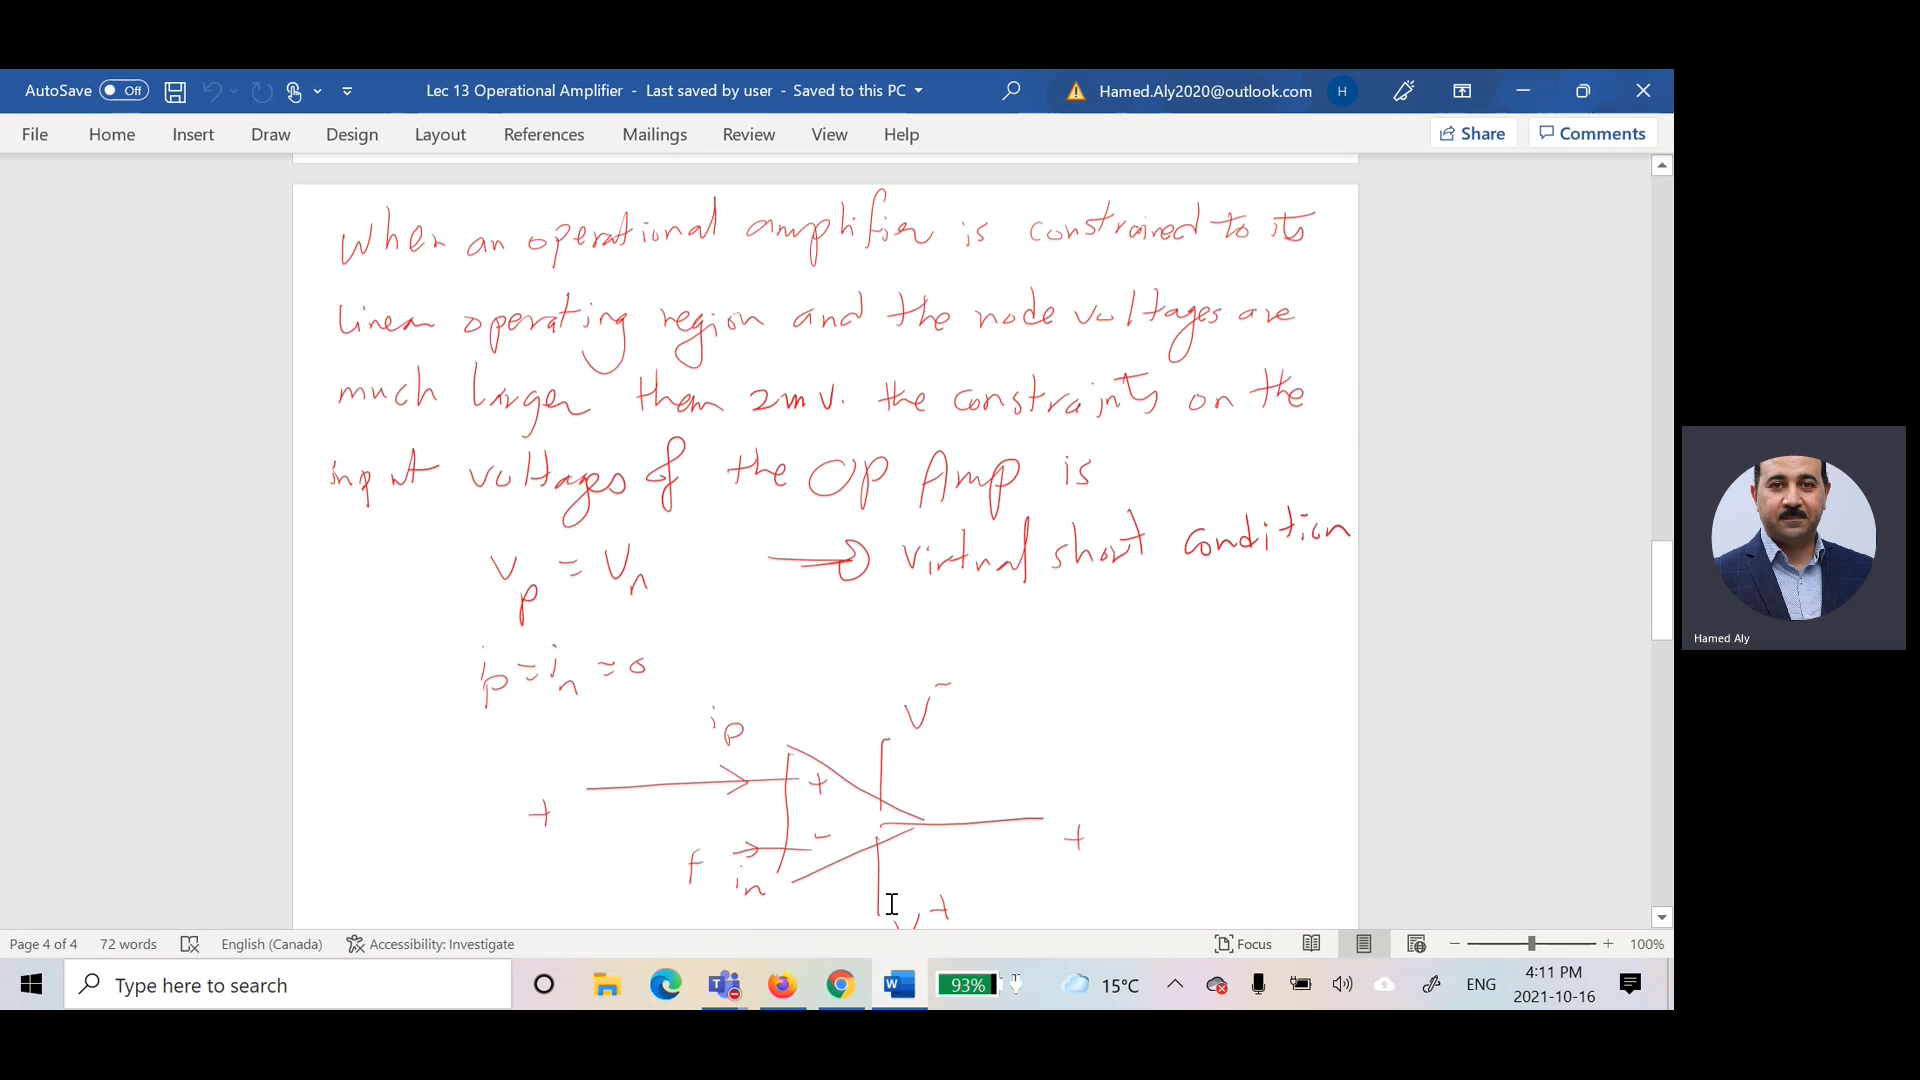 AutoSave Off Lec 13 Operational Amplifier - Last saved by user - Saved to this PC Hamed.Aly2020@outlook.com H
File Home Insert Draw Design Layout References Mailings Review View Help Share Comments
When an operational amplifier is constrained to its
linear operating region and the node voltages are
much larger than 2mV. the constraints on the
input voltages of the OP Amp is
Vp = Vn → virtual short condition
ip = in = 0
ip
V-
+
+
-
in
+
+
Hamed Aly
Page 4 of 4 72 words English (Canada) Accessibility: Investigate Focus 100%
Type here to search 93% 15°C ENG 4:11 PM
2021-10-16